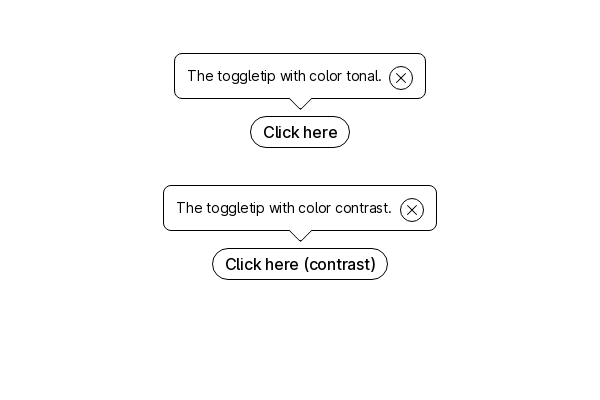 The toggletip with color tonal.
Click here
The toggletip with color contrast.
Click here (contrast)